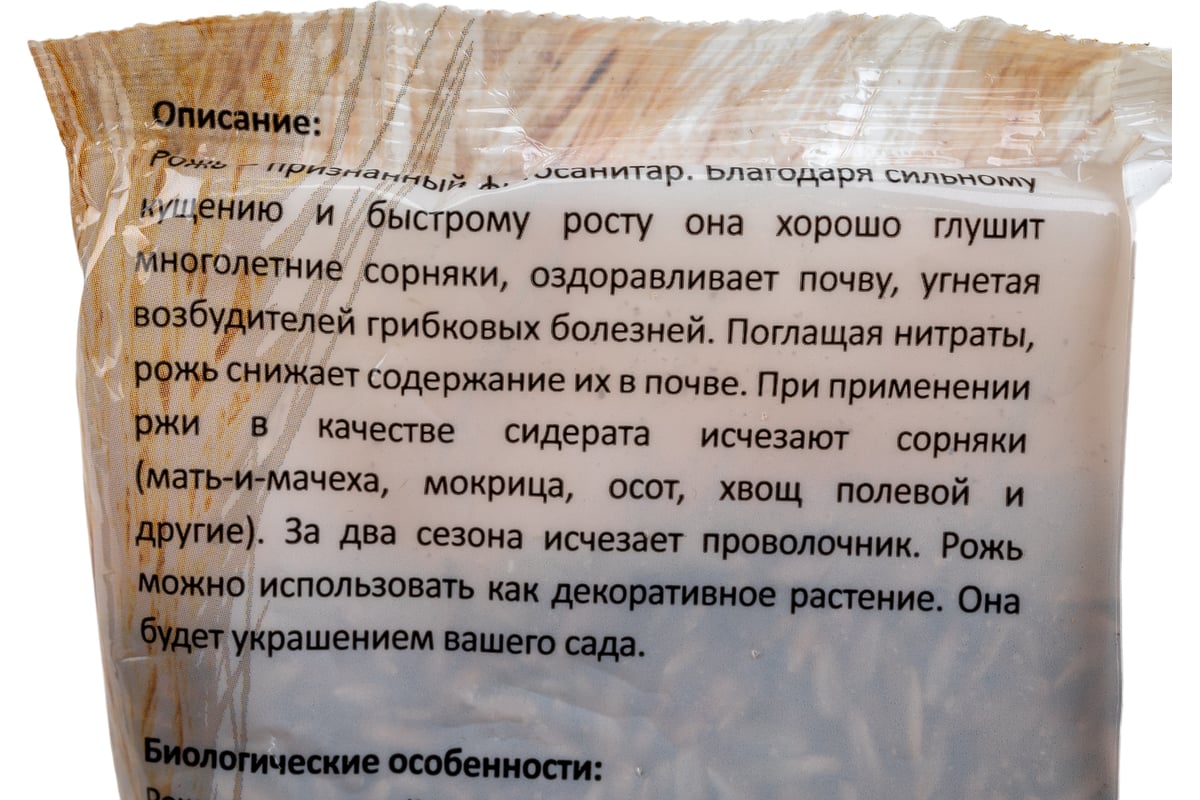 Описание:
Рожь – признанный фитосанитар. Благодаря сильному
кущению и быстрому росту она хорошо глушит
многолетние сорняки, оздоравливает почву, угнетая
возбудителей грибковых болезней. Поглащая нитраты,
рожь снижает содержание их в почве. При применении
ржи в качестве сидерата исчезают сорняки
(мать-и-мачеха, мокрица, осот, хвощ полевой и
другие). За два сезона исчезает проволочник. Рожь
можно использовать как декоративное растение. Она
будет украшением вашего сада.
Биологические особенности: